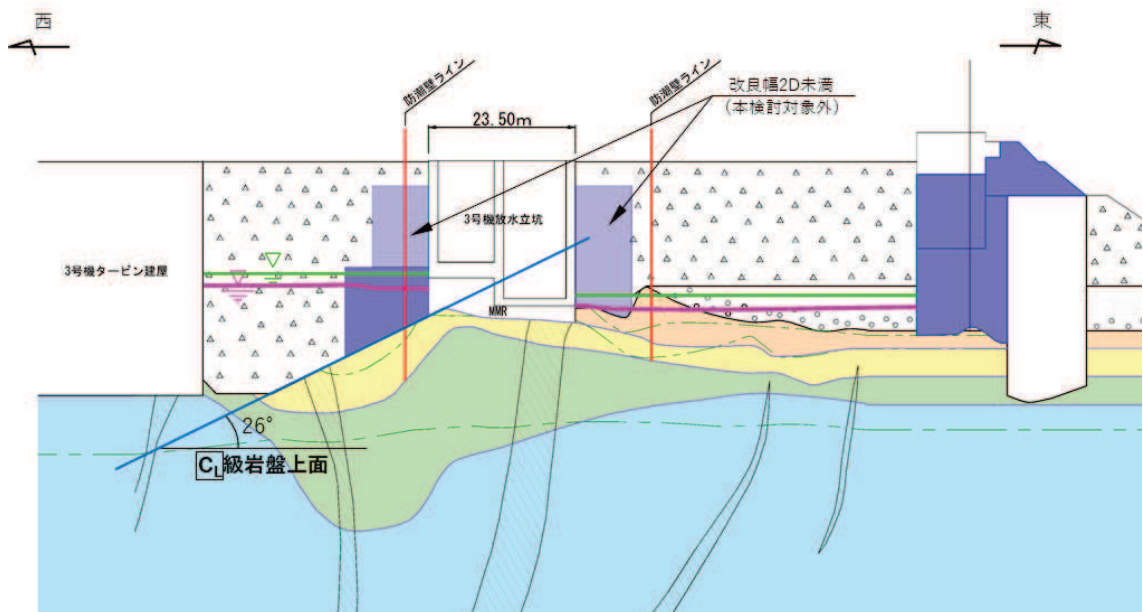 西
東
防潮壁ライン
防潮壁ライン
改良幅2D未満
(本検討対象外)
23.50m
3号機放水立坑
3号機タービン建屋
MMR
26°
CL級岩盤上面